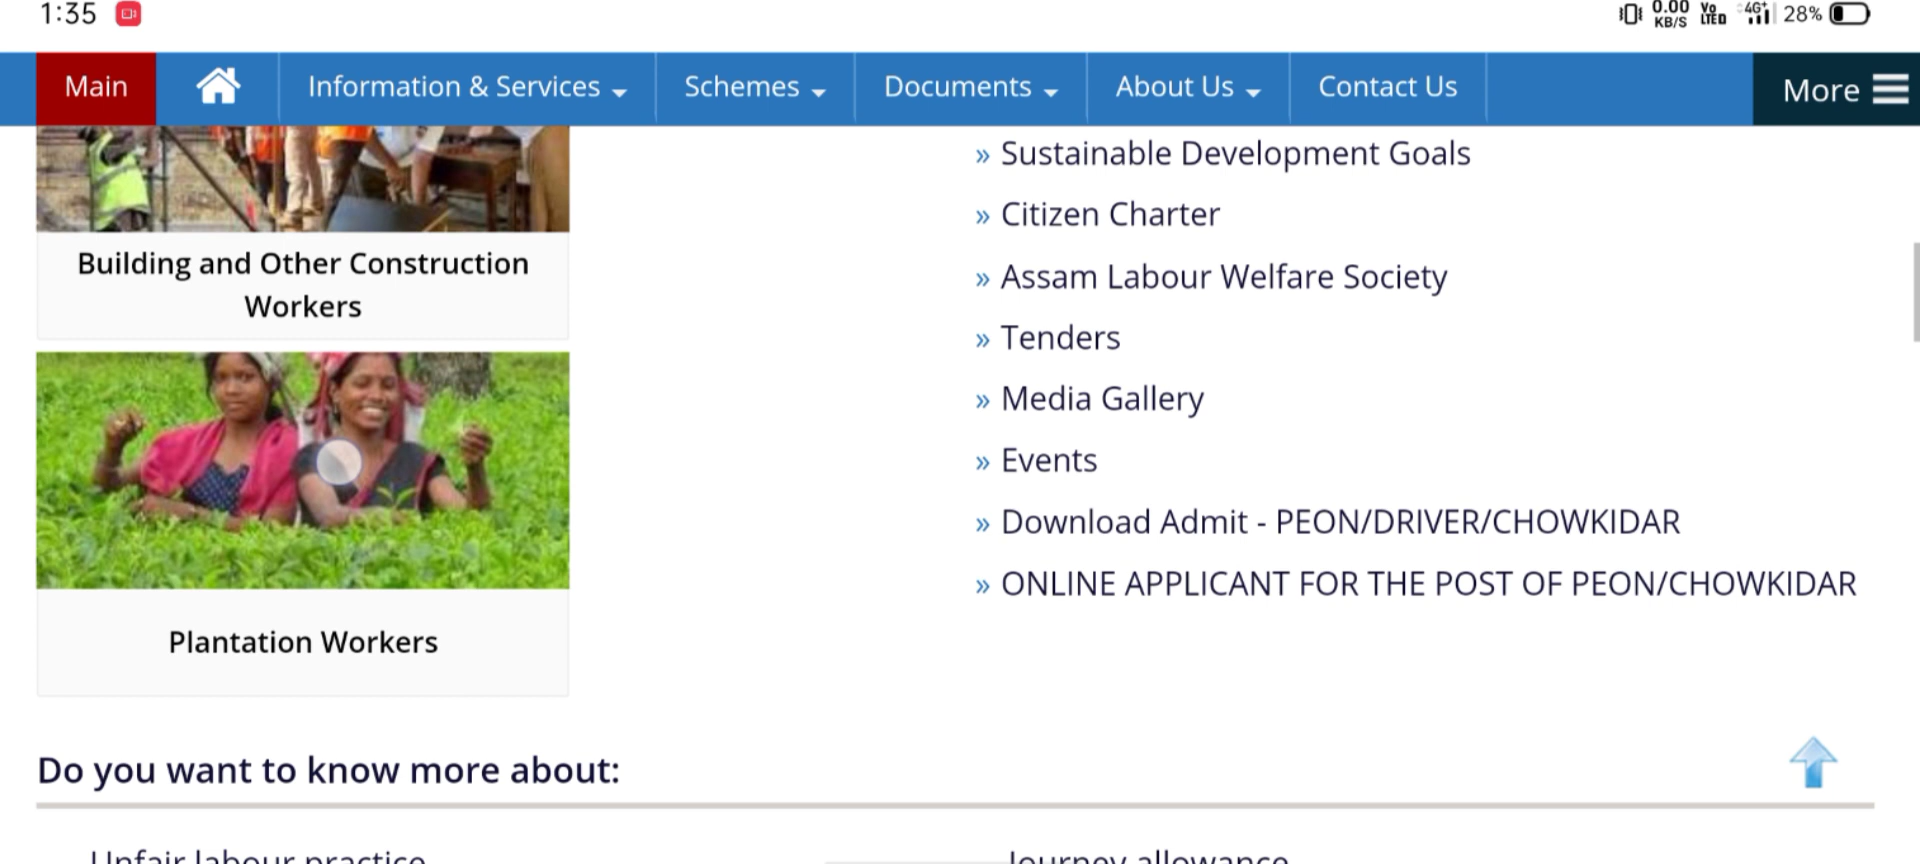 1:35
0.00 KB/S Vo LTED 4G+ 28%
Main Information & Services Schemes Documents About Us Contact Us More
Building and Other Construction
Workers
Plantation Workers
» Sustainable Development Goals
» Citizen Charter
» Assam Labour Welfare Society
» Tenders
» Media Gallery
» Events
» Download Admit - PEON/DRIVER/CHOWKIDAR
» ONLINE APPLICANT FOR THE POST OF PEON/CHOWKIDAR
Do you want to know more about:
Unfair labour practice
Journey allowance